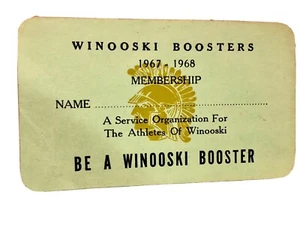 WINOOSKI BOOSTERS
1967 - 1968
MEMBERSHIP
NAME
A Service Organization For
The Athletes Of Winooski
BE A WINOOSKI BOOSTER